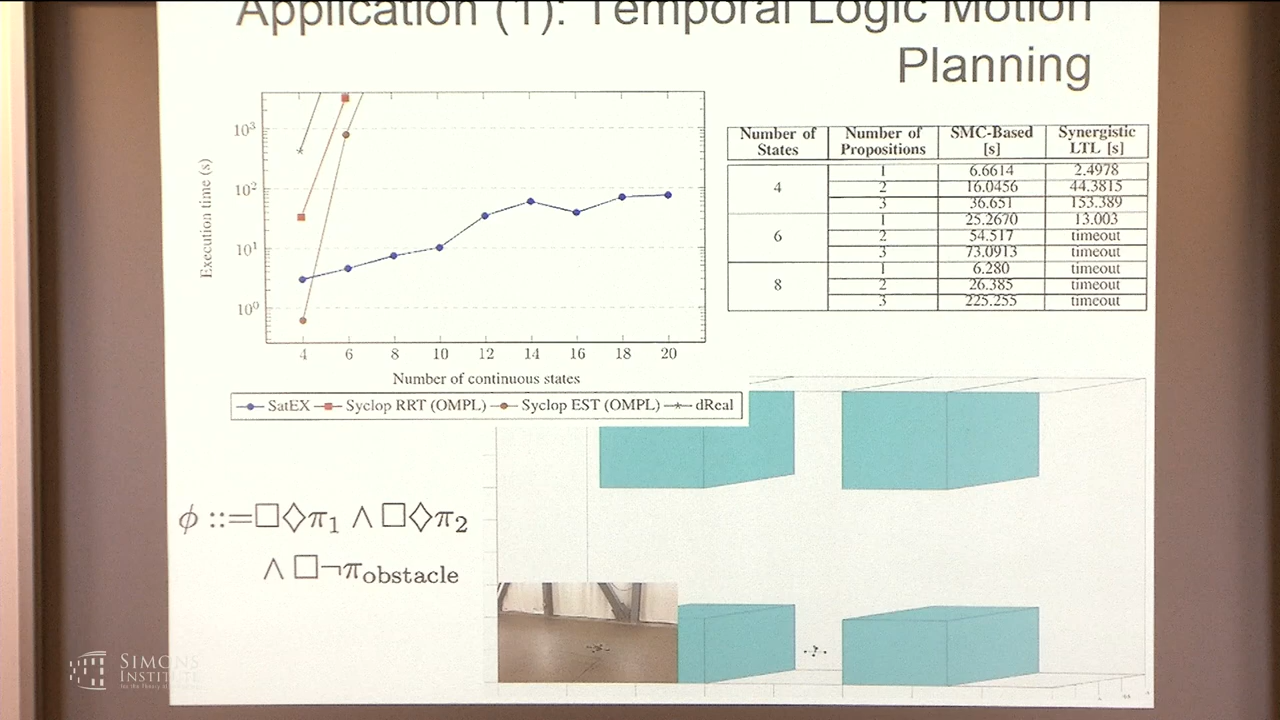 Application (1): Temporal Logic Motion
Planning
10³
10²
10¹
10⁰
Execution time (s)
4 6 8 10 12 14 16 18 20
Number of continuous states
SatEX Syclop RRT (OMPL) Syclop EST (OMPL) dReal
Number of States Number of Propositions SMC-Based [s] Synergistic LTL [s]
4 1 6.6614 2.4978
2 16.0456 44.3815
3 36.651 153.389
6 1 25.2670 13.003
2 54.517 timeout
3 73.0913 timeout
8 1 6.280 timeout
2 26.385 timeout
3 225.255 timeout
ϕ ::=□◇π₁ ∧ □◇π₂
∧ □¬π_obstacle
SIMONS
INSTITUTE